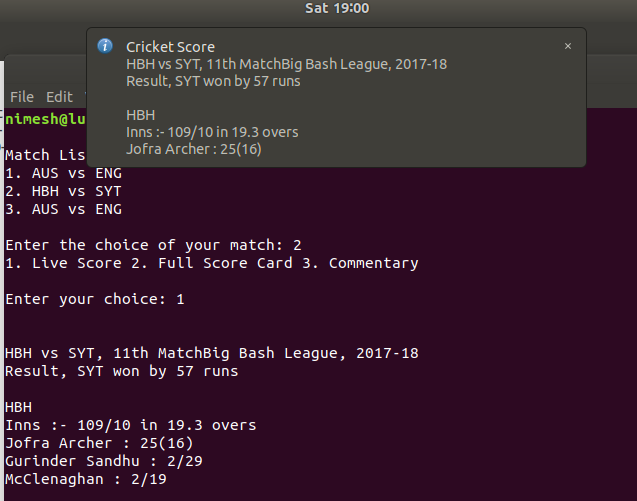 Sat 19:00
Cricket Score
HBH vs SYT, 11th MatchBig Bash League, 2017-18
Result, SYT won by 57 runs
HBH
Inns :- 109/10 in 19.3 overs
Jofra Archer : 25(16)
File Edit
nimesh@lu
Match Lis
1. AUS vs ENG
2. HBH vs SYT
3. AUS vs ENG
Enter the choice of your match: 2
1. Live Score 2. Full Score Card 3. Commentary
Enter your choice: 1
HBH vs SYT, 11th MatchBig Bash League, 2017-18
Result, SYT won by 57 runs
HBH
Inns :- 109/10 in 19.3 overs
Jofra Archer : 25(16)
Gurinder Sandhu : 2/29
McClenaghan : 2/19